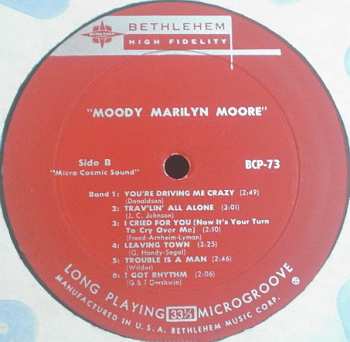 BETHLEHEM
HIGH FIDELITY
"MOODY MARILYN MOORE"
Side B
"Micro Cosmic Sound"
BCP-73
Band 1: YOU'RE DRIVING ME CRAZY (2:49)
(Donaldson)
2: TRAV'LIN' ALL ALONE (3:01)
(J. C. Johnson)
3: I CRIED FOR YOU (Now It's Your Turn
To Cry Over Me) (2:50)
(Freed-Arnheim-Lyman)
4: LEAVING TOWN (3:25)
(G. Handy-Segal)
5: TROUBLE IS A MAN (2:46)
(Wilder)
6: I GOT RHYTHM (2:06)
(G & I Gershwin)
LONG PLAYING 33⅓ MICROGROOVE
MANUFACTURED IN U.S.A. BETHLEHEM MUSIC CORP.